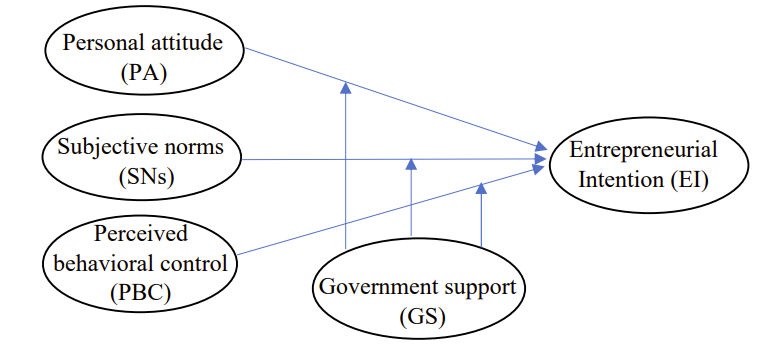 Personal attitude
(PA)
Subjective norms
(SNs)
Perceived
behavioral control
(PBC)
Entrepreneurial
Intention (EI)
Government support
(GS)